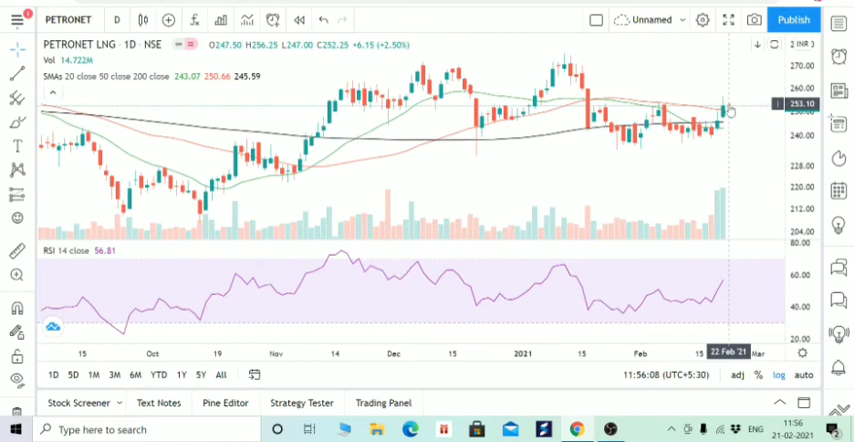 PETRONET D Unnamed Publish
PETRONET LNG · 1D · NSE O247.50 H256.25 L247.00 C252.25 +6.15 (+2.50%)
Vol 14.722M
SMAs 20 close 50 close 200 close 243.07 250.66 245.59
INR
270.00
260.00
253.10
240.00
228.00
220.00
212.00
204.00
RSI 14 close 56.81
80.00
60.00
40.00
20.00
15 Oct 19 Nov 14 Dec 15 2021 15 Feb 15 22 Feb '21 Mar
1D 5D 1M 3M 6M YTD 1Y 5Y All 11:56:08 (UTC+5:30) adj % log auto
Stock Screener Text Notes Pine Editor Strategy Tester Trading Panel
Type here to search ENG 11:56
21-02-2021 2